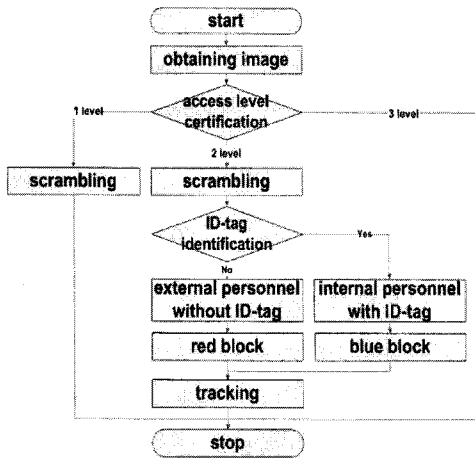 start
obtaining image
access level
certification
1 level
3 level
2 level
scrambling
scrambling
ID-tag
identification
Yes
No
external personnel
without ID-tag
internal personnel
with ID-tag
red block
blue block
tracking
stop